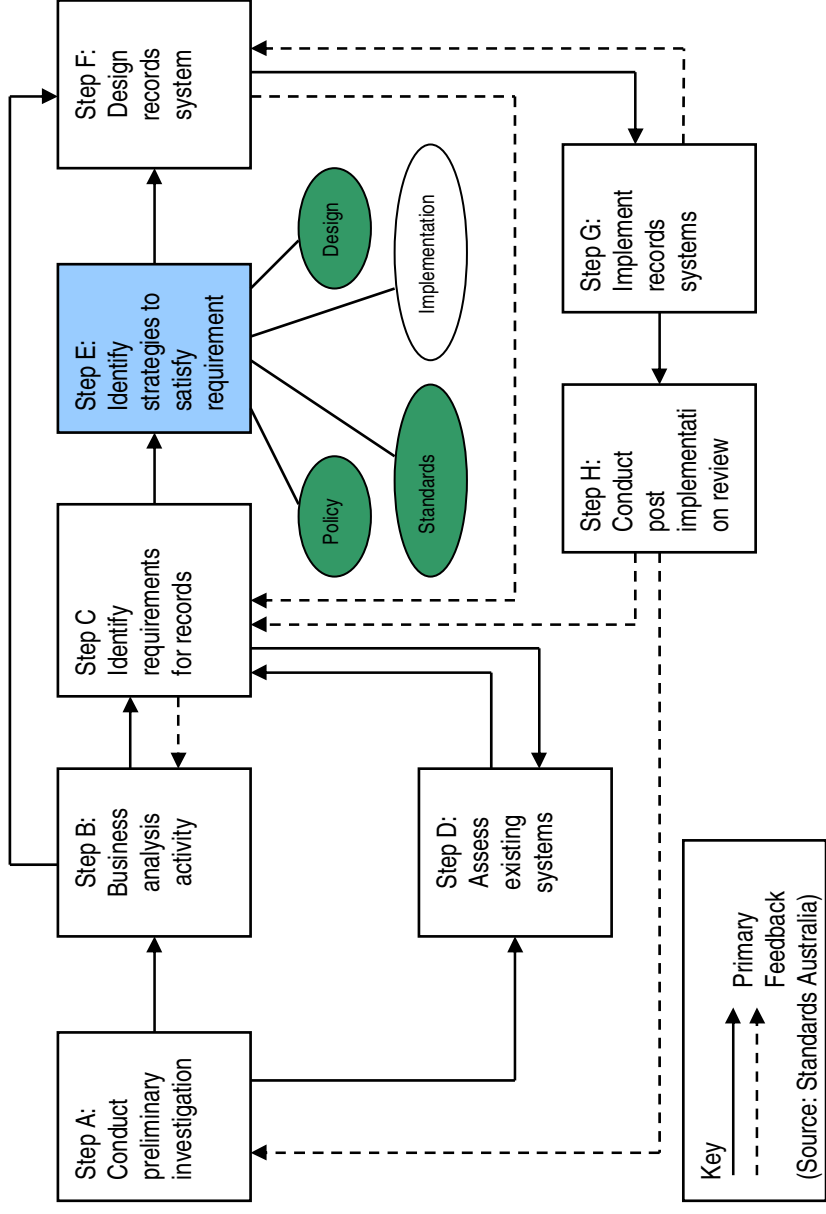 Step A:
Conduct
preliminary
investigation
Step B:
Business
analysis
activity
Step C
Identify
requirements
for records
Step E:
Identify
strategies to
satisfy
requirement
Step F:
Design
records
system
Policy
Standards
Implementation
Design
Step D:
Assess
existing
systems
Step H:
Conduct
post
implementati
on review
Step G:
Implement
records
systems
Key
Primary
Feedback
(Source: Standards Australia)